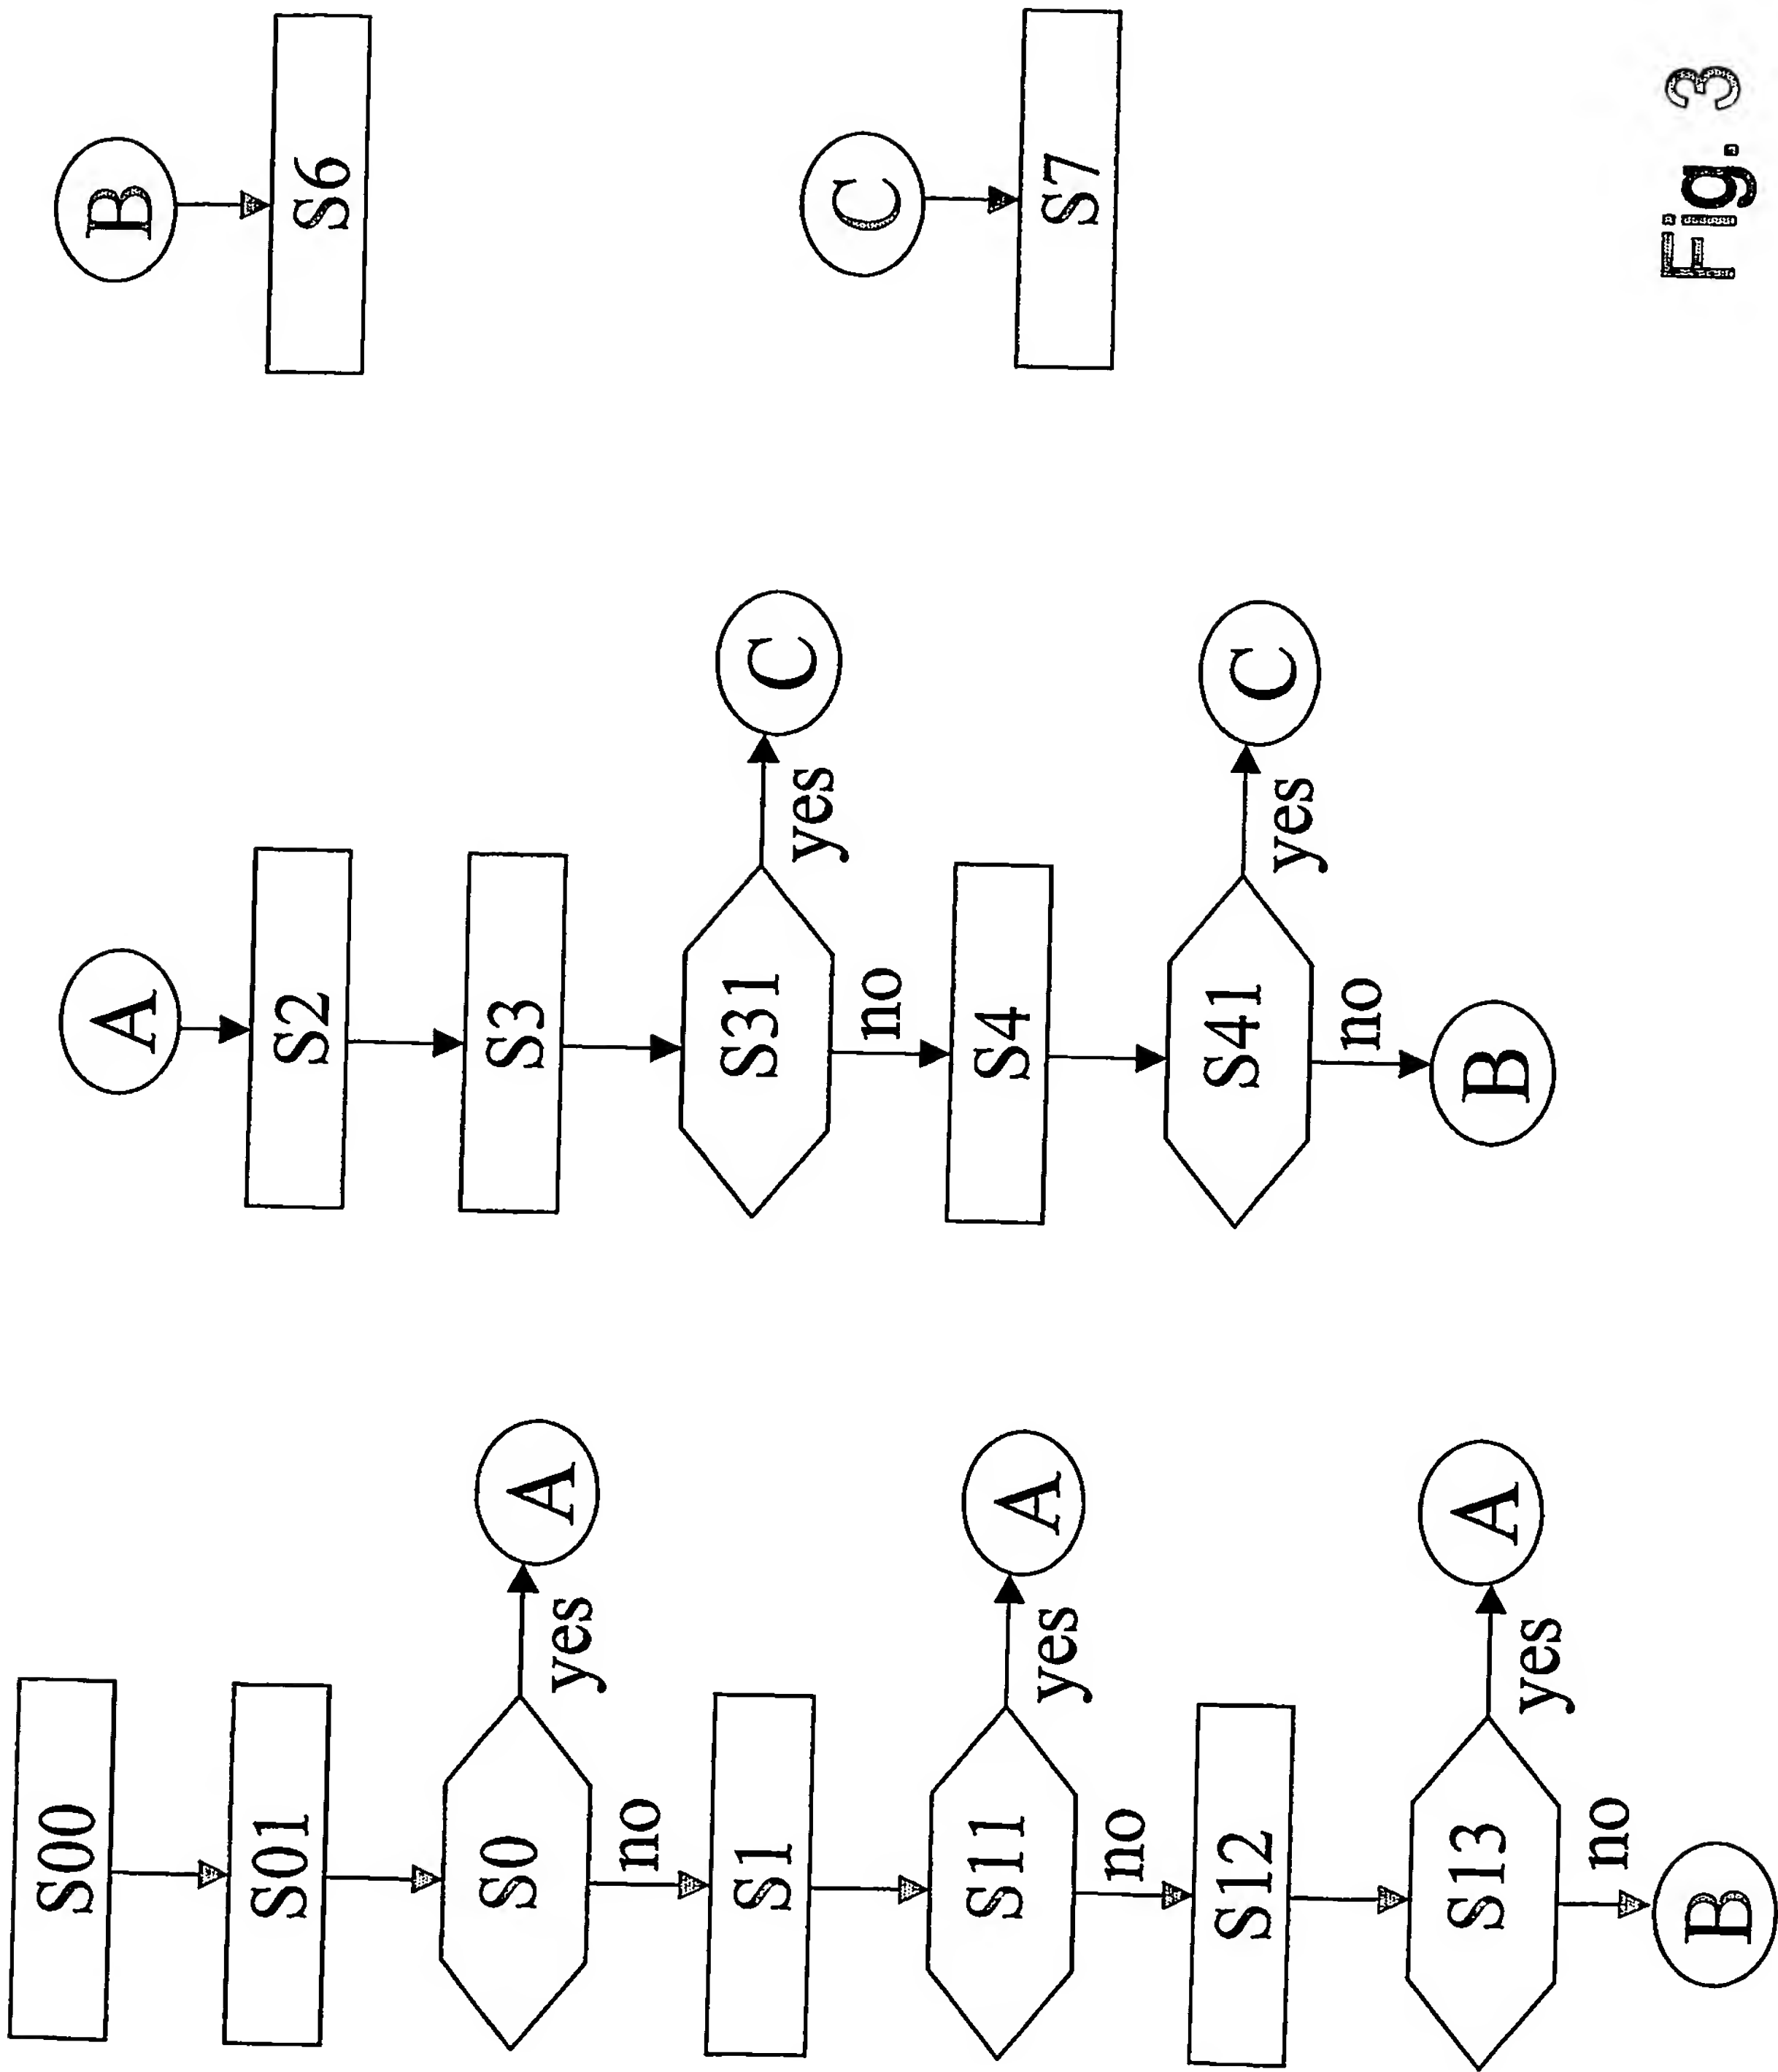 S00
S01
S0
yes
A
no
S1
S11
yes
A
no
S12
S13
yes
A
no
B
A
S2
S3
S31
yes
C
no
S4
S41
yes
C
no
B
B
S6
C
S7
Fig. 3